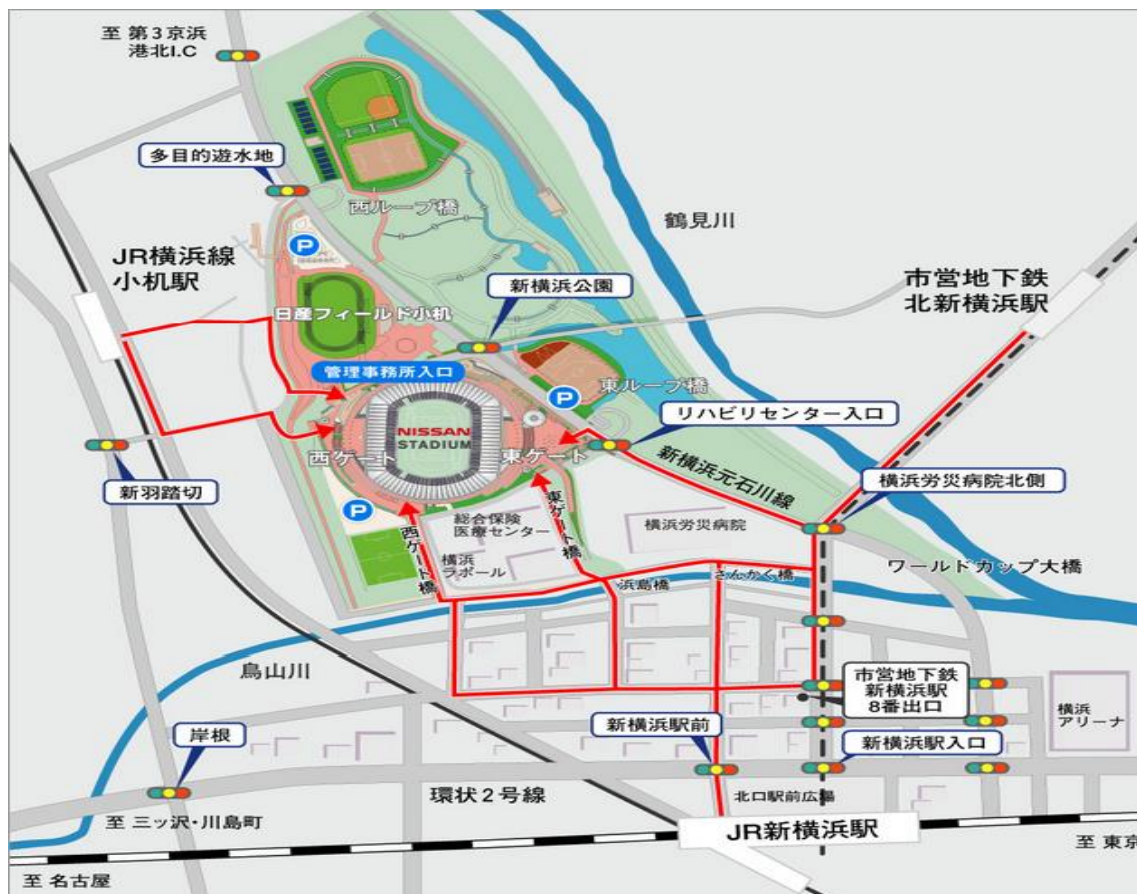 至 第3京浜
港北I.C
多目的遊水地
西ループ橋
鶴見川
JR横浜線
小机駅
P
新横浜公園
市営地下鉄
北新横浜駅
日産フィールド小机
管理事務所入口
東ループ橋
P
リハビリセンター入口
NISSAN
STADIUM
西ゲート
東ゲート
新横浜元石川線
新羽踏切
横浜労災病院北側
P
西ゲート橋
総合保険
医療センター
東ゲート橋
横浜労災病院
横浜
ラポール
浜島橋
さんかく橋
ワールドカップ大橋
鳥山川
市営地下鉄
新横浜駅
8番出口
横浜
アリーナ
岸根
新横浜駅前
新横浜駅入口
環状2号線
北口駅前広場
至 三ッ沢・川島町
JR新横浜駅
至 東京
至 名古屋